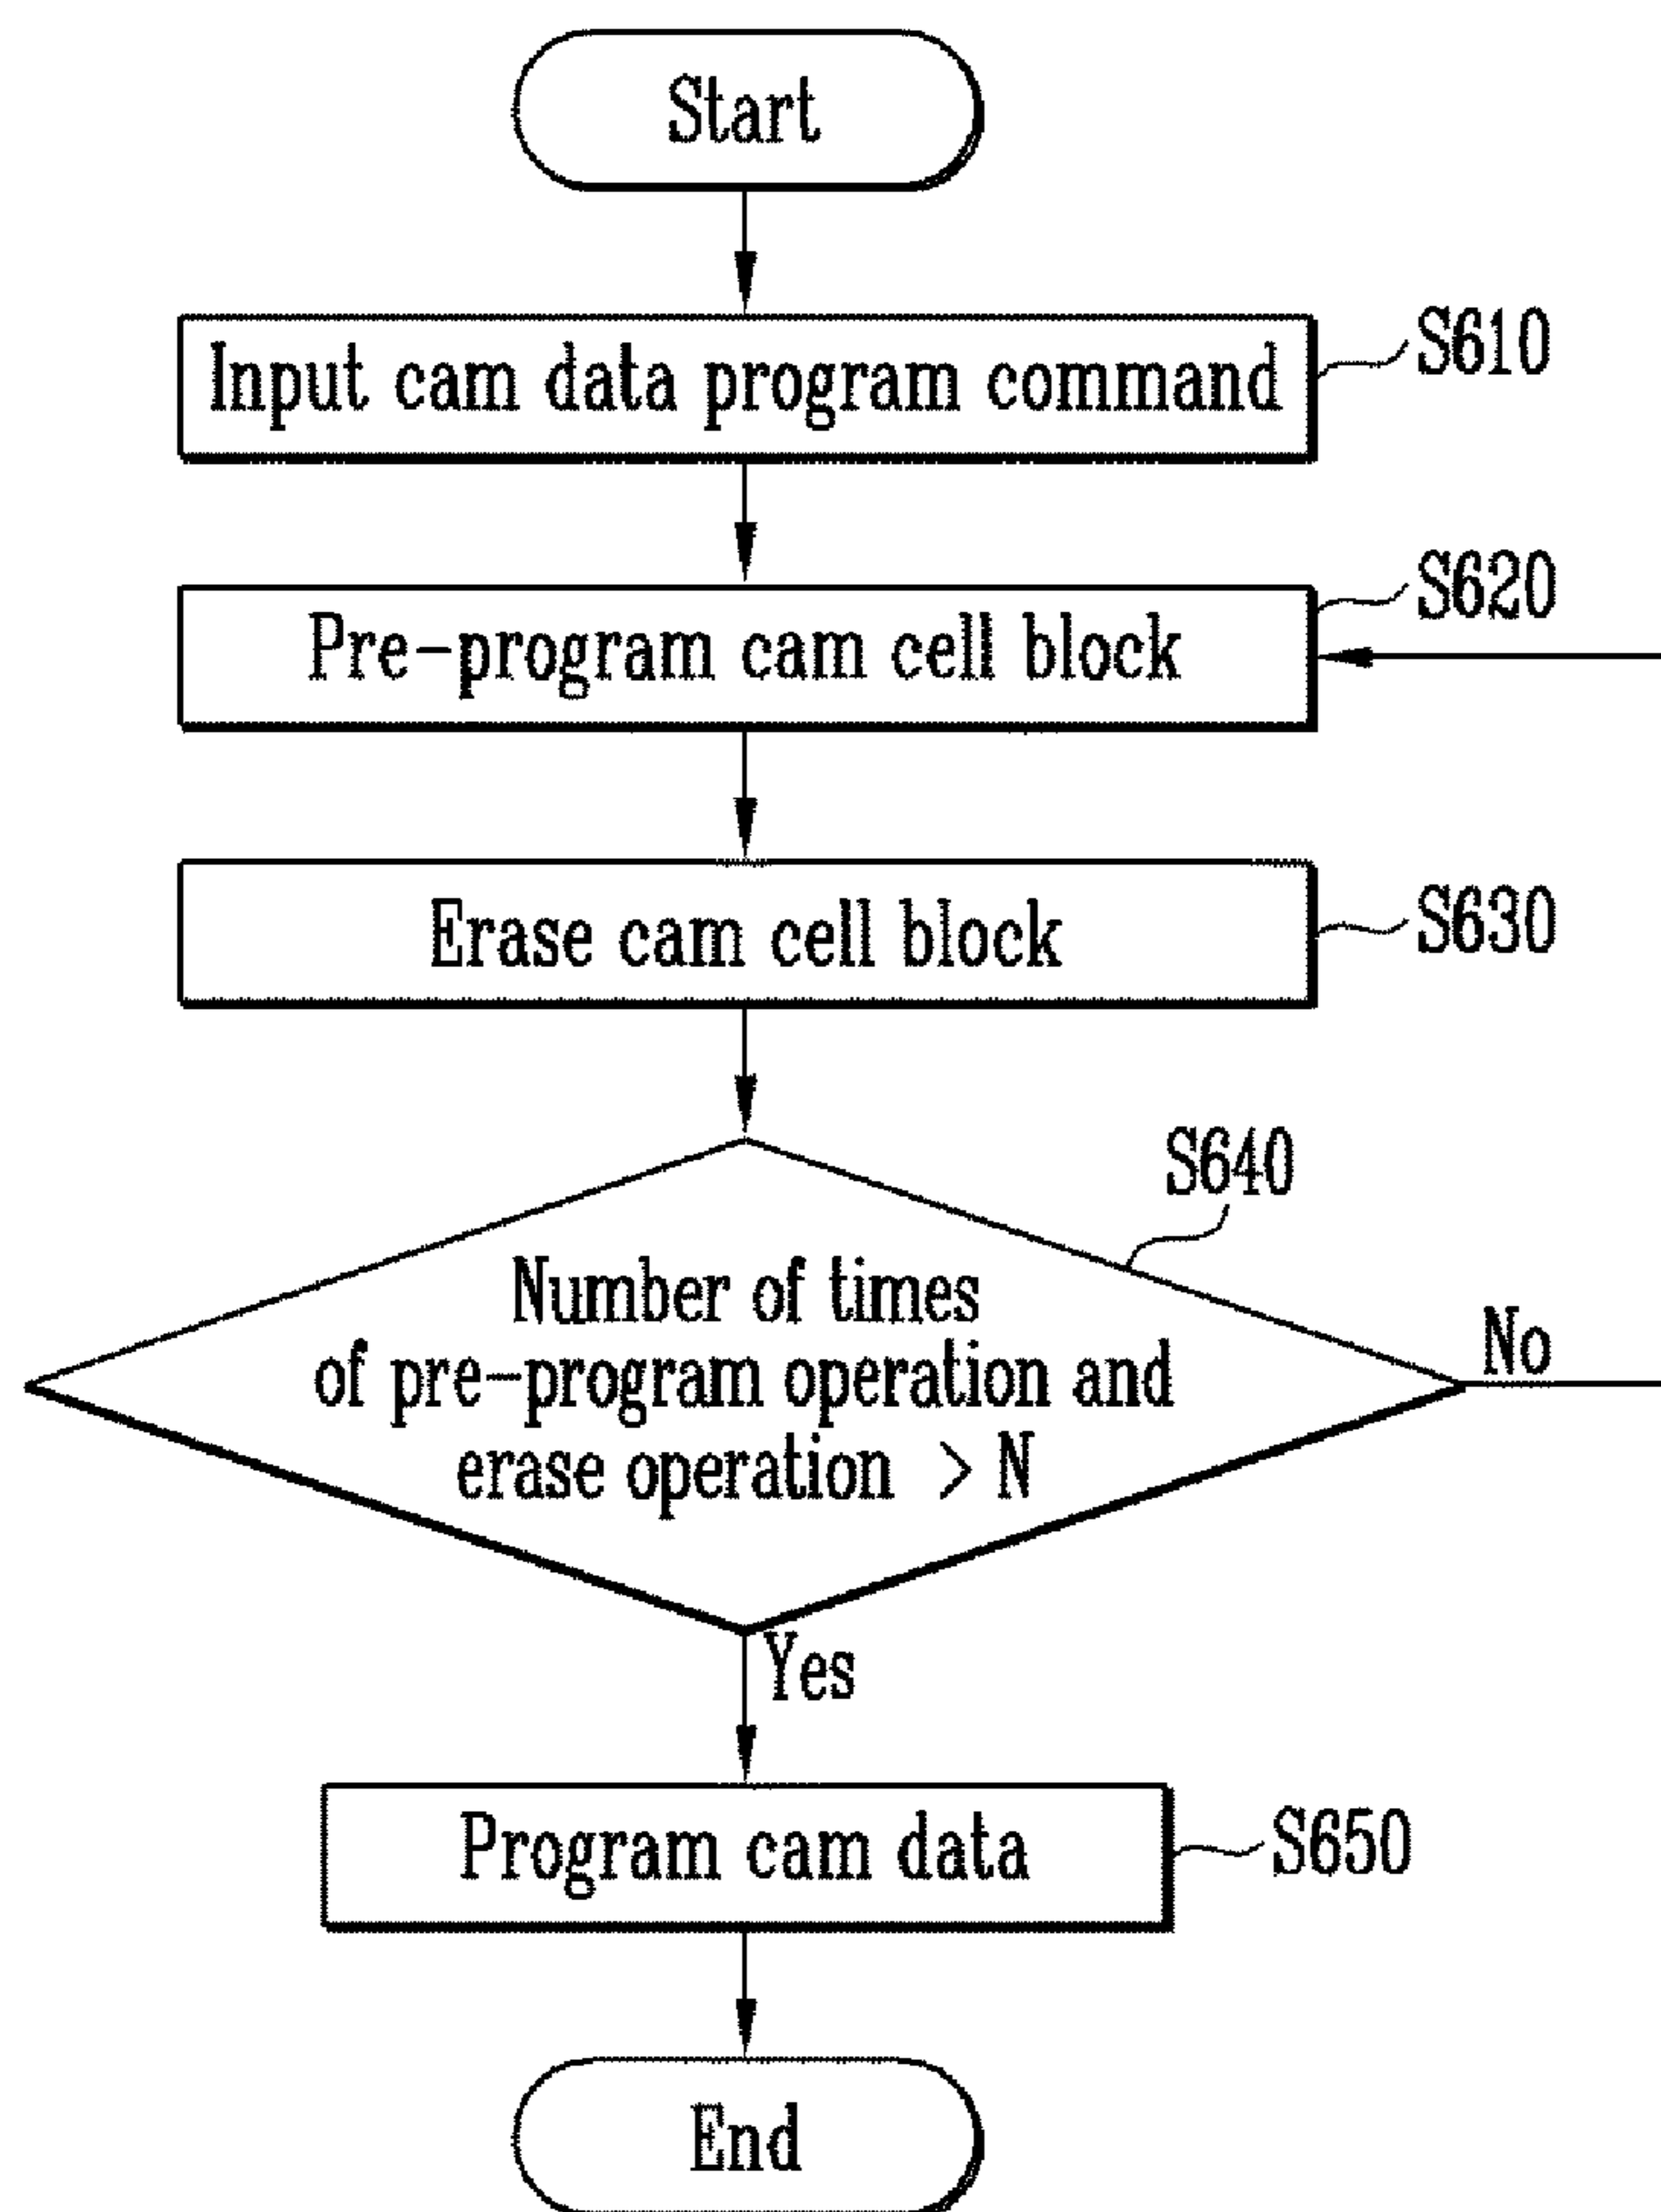 Start
Input cam data program command
S610
Pre-program cam cell block
S620
Erase cam cell block
S630
S640
Number of times
of pre-program operation and
erase operation > N
No
Yes
Program cam data
S650
End